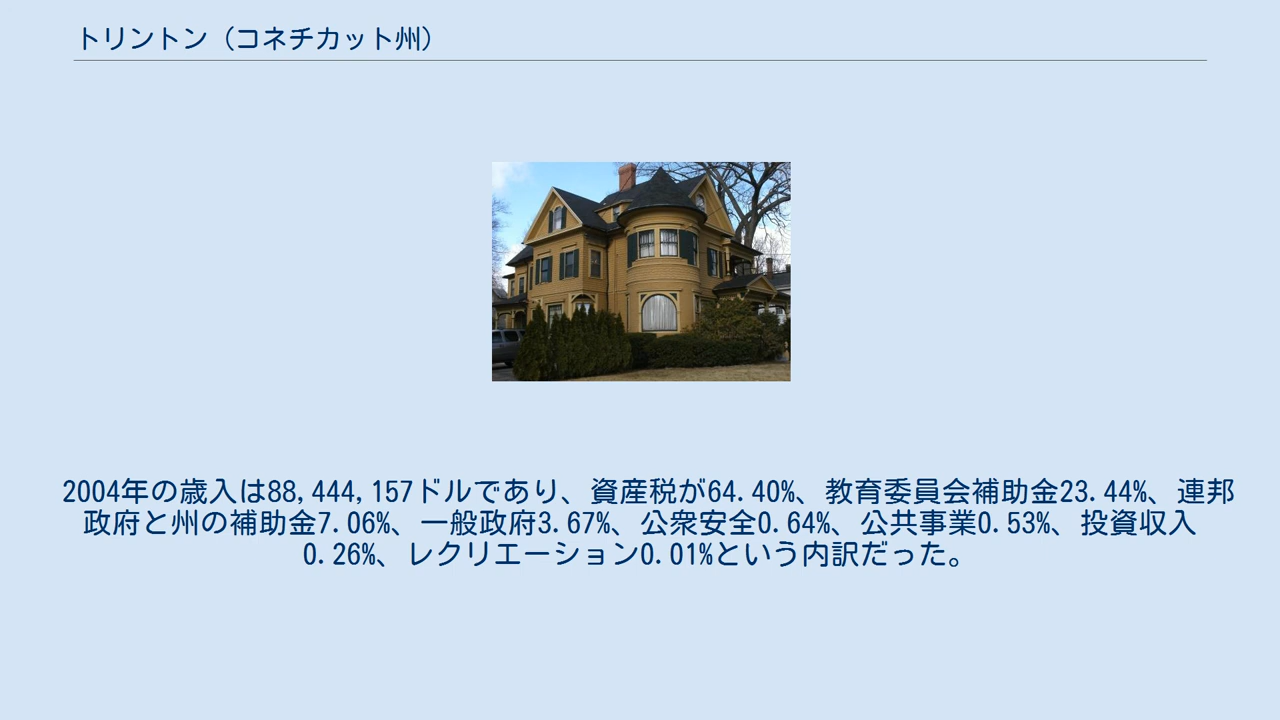 トリントン（コネチカット州）
2004年の歳入は88,444,157ドルであり、資産税が64.40%、教育委員会補助金23.44%、連邦
政府と州の補助金7.06%、一般政府3.67%、公衆安全0.64%、公共事業0.53%、投資収入
0.26%、レクリエーション0.01%という内訳だった。